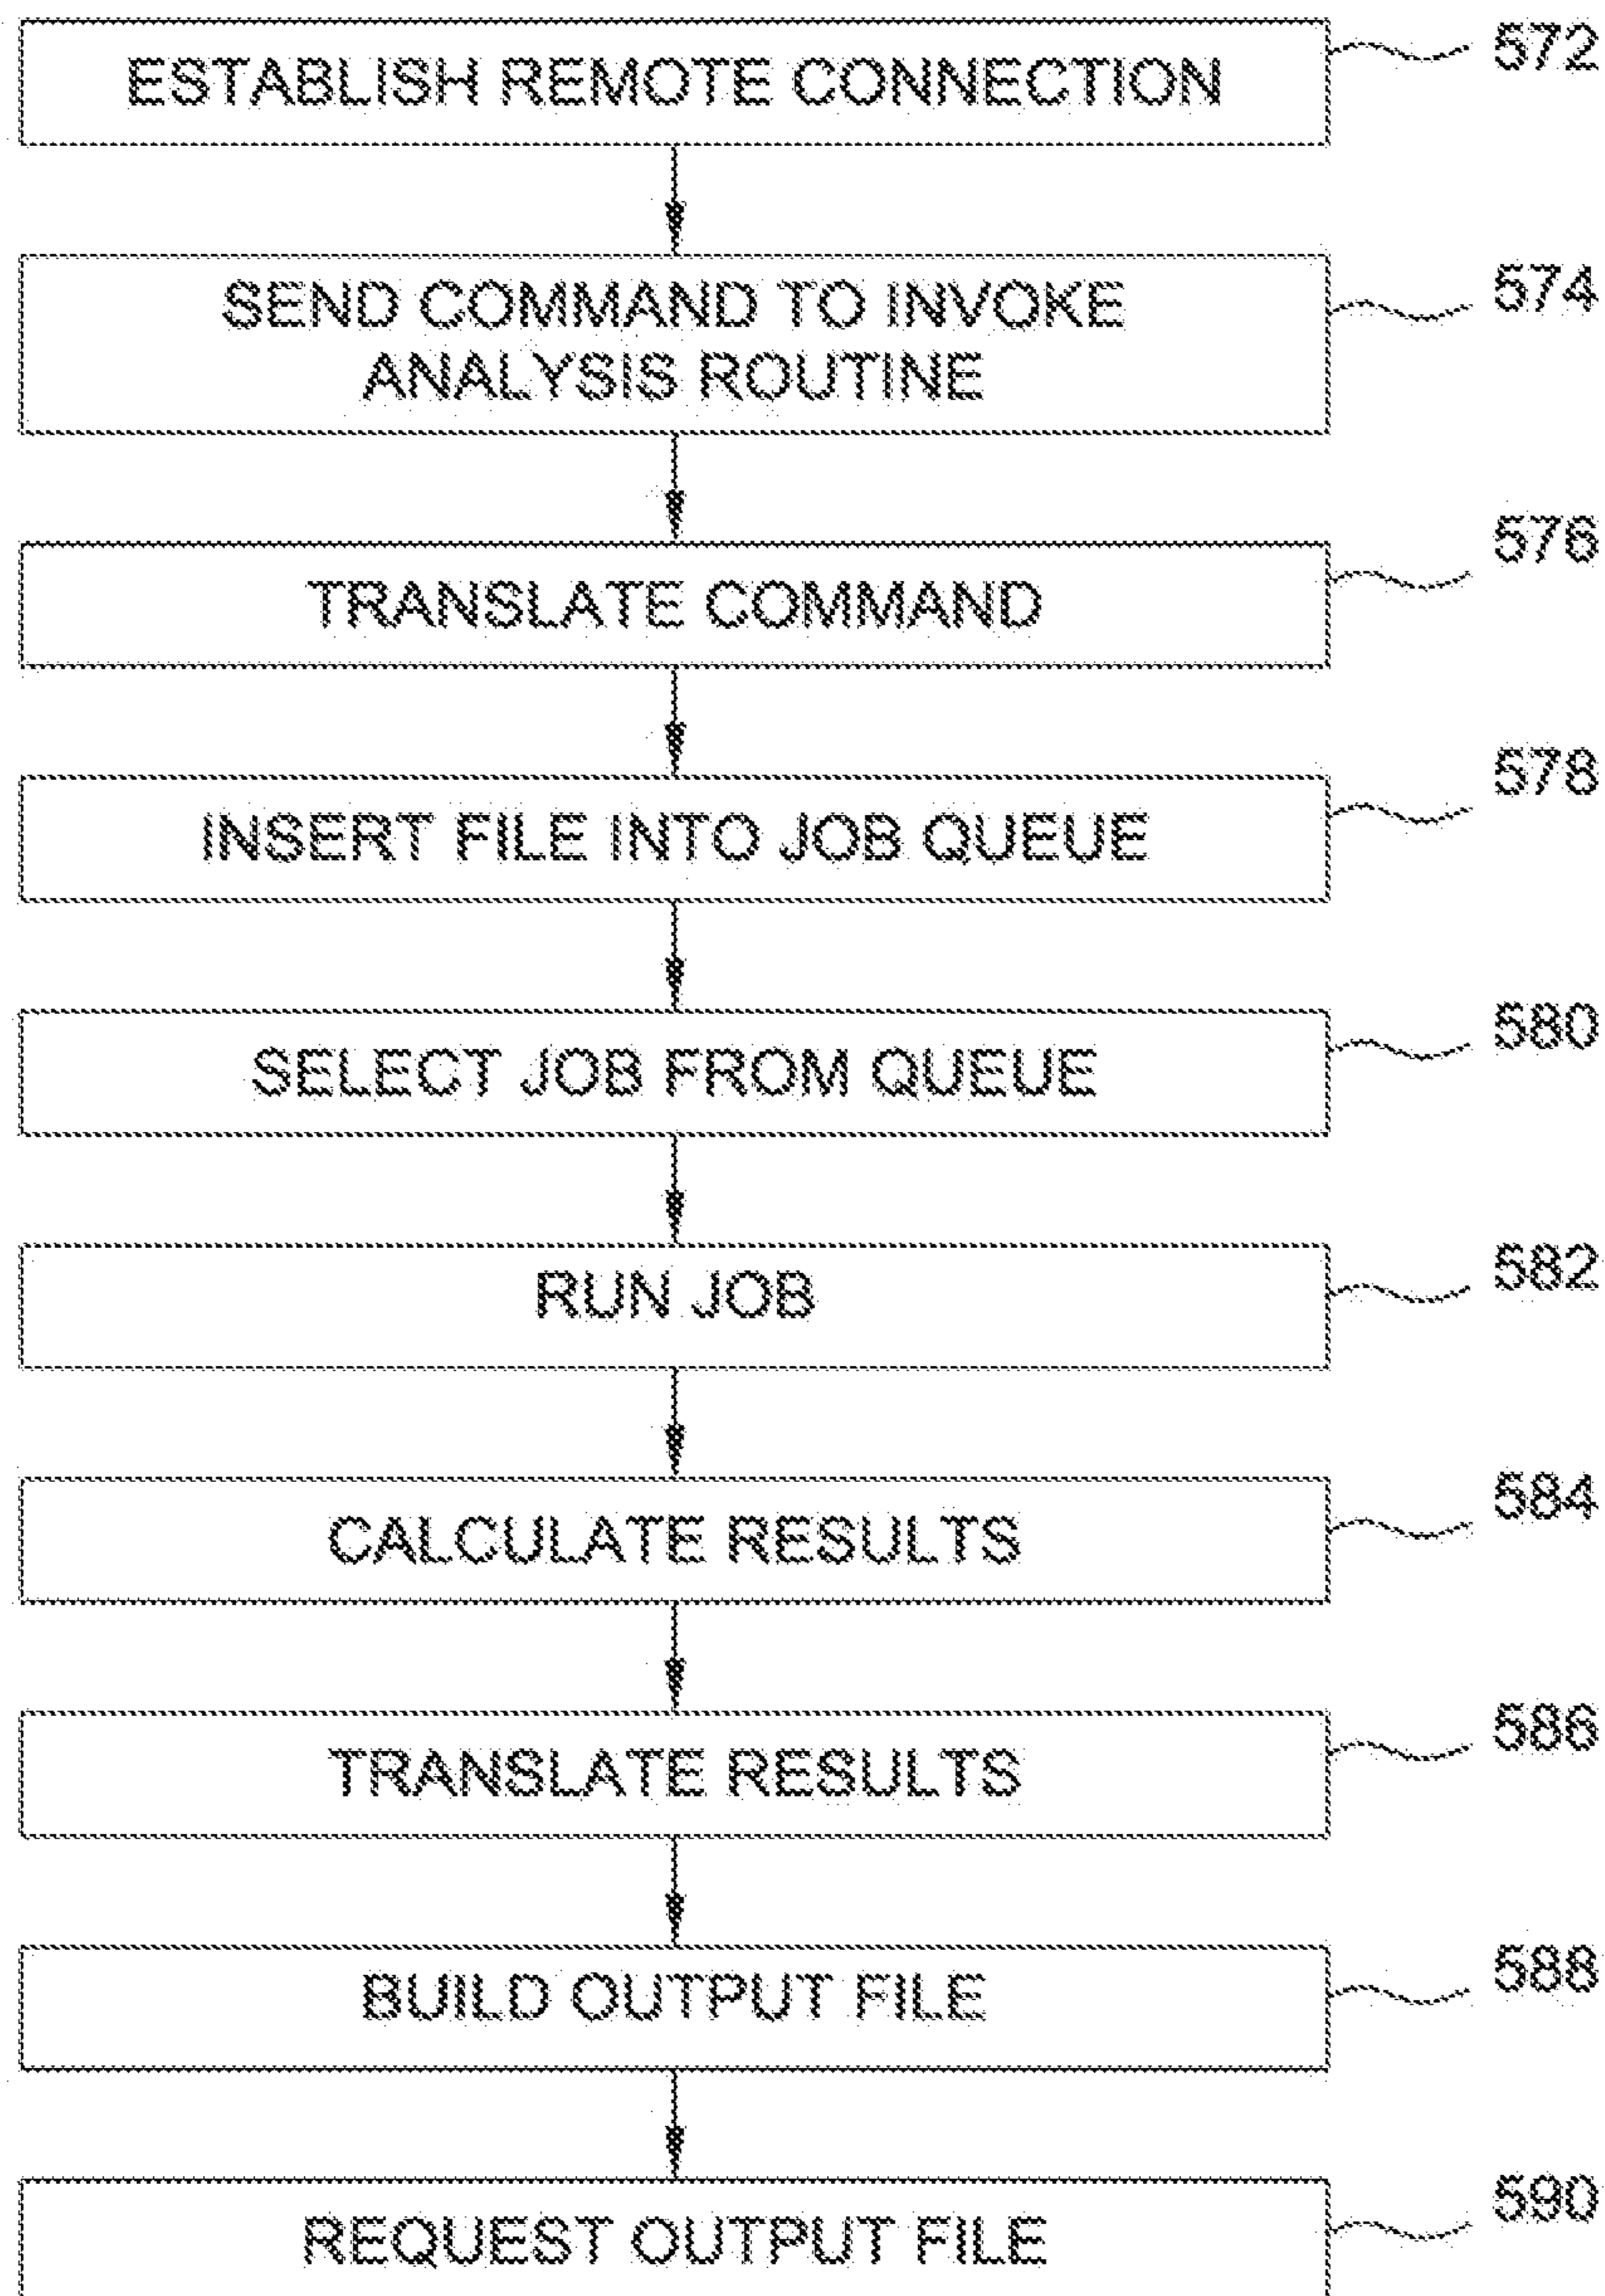 ESTABLISH REMOTE CONNECTION
572
SEND COMMAND TO INVOKE
ANALYSIS ROUTINE
574
TRANSLATE COMMAND
576
INSERT FILE INTO JOB QUEUE
578
SELECT JOB FROM QUEUE
580
RUN JOB
582
CALCULATE RESULTS
584
TRANSLATE RESULTS
586
BUILD OUTPUT FILE
588
REQUEST OUTPUT FILE
590